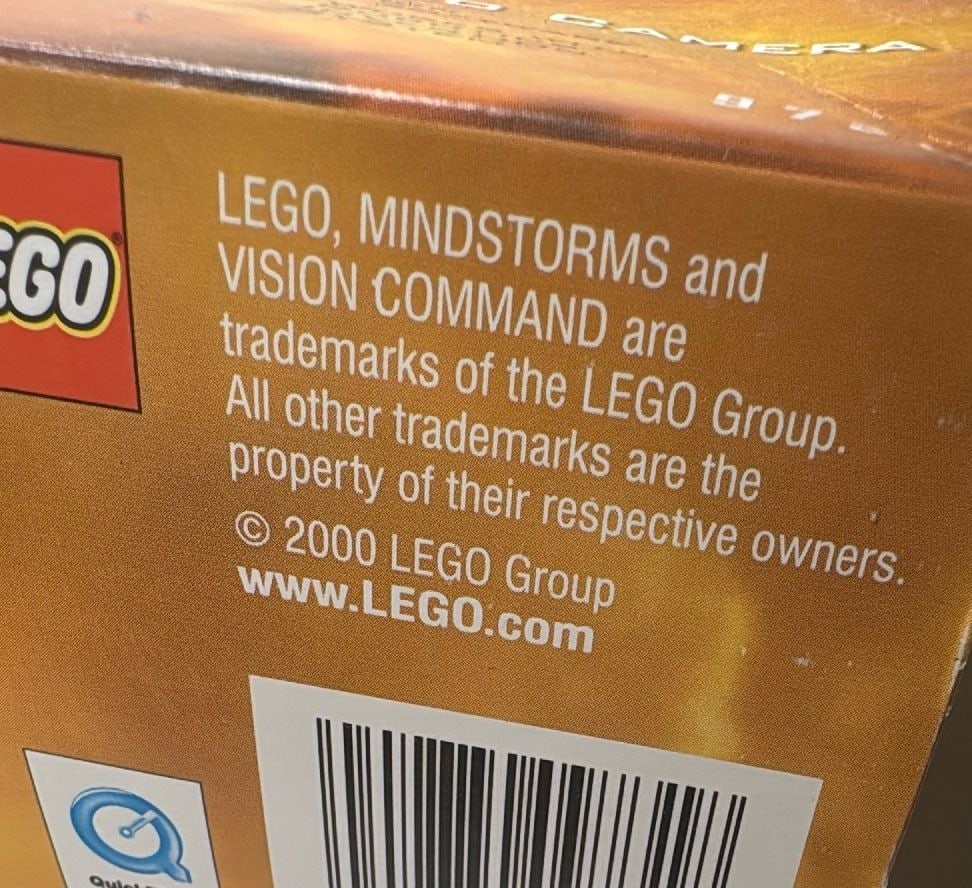 CAMERA
97
EGO
LEGO, MINDSTORMS and
VISION COMMAND are
trademarks of the LEGO Group.
All other trademarks are the
property of their respective owners.
© 2000 LEGO Group
www.LEGO.com